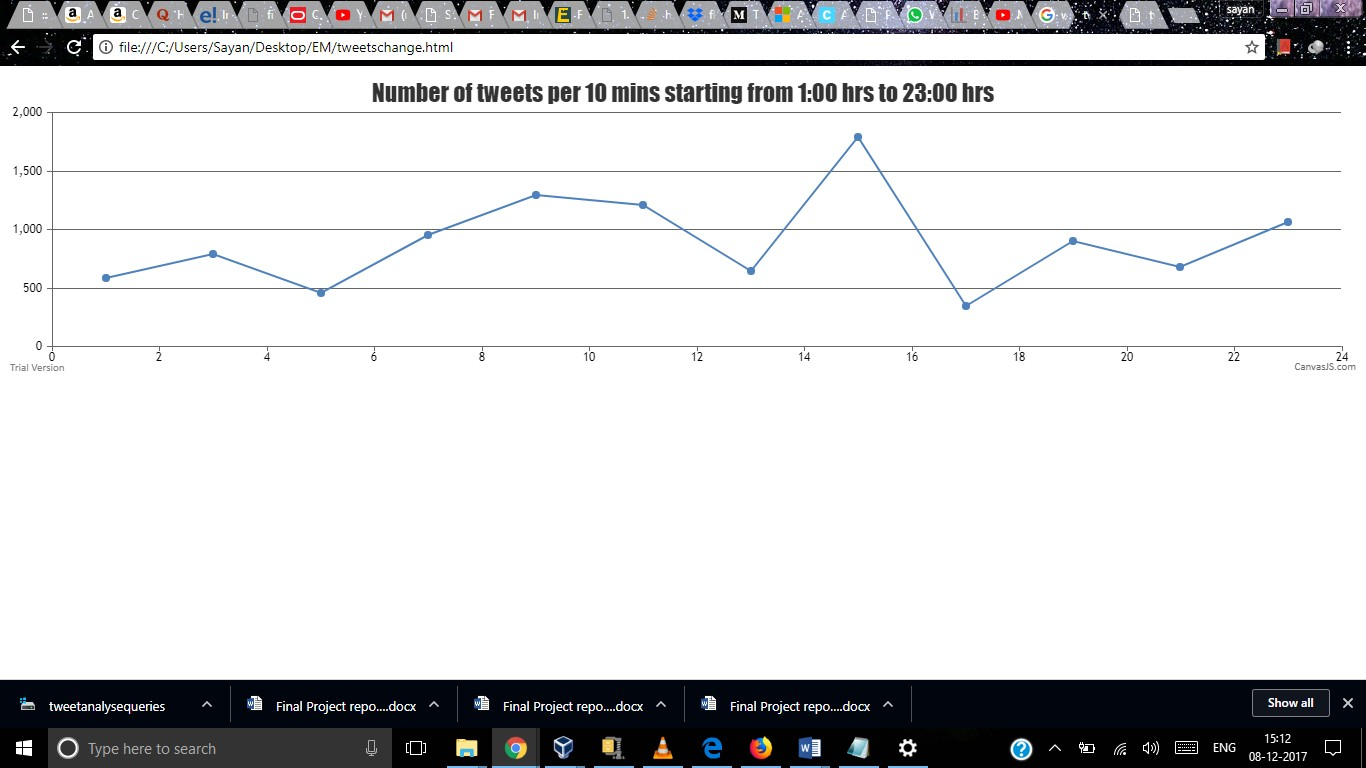 sayan
file:///C:/Users/Sayan/Desktop/EM/tweetschange.html
Number of tweets per 10 mins starting from 1:00 hrs to 23:00 hrs
2,000
1,500
1,000
500
0
0 2 4 6 8 10 12 14 16 18 20 22 24
Trial Version
CanvasJS.com
tweetanalysequeries
Final Project repo....docx
Final Project repo....docx
Final Project repo....docx
Show all
Type here to search
ENG
15:12
08-12-2017